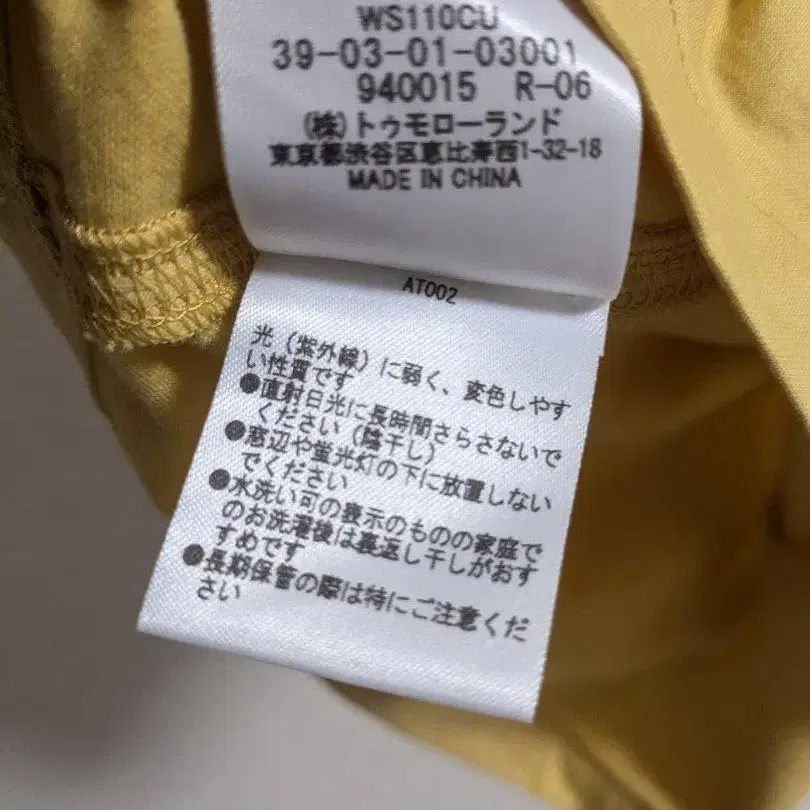 WS110CU
39-03-01-03001
940015 R-06
(株)トゥモローランド
東京都渋谷区恵比寿西1-32-18
MADE IN CHINA
AT002
光(紫外線)に弱く、変色しやす
い性質です
●直射日光に長時間さらさないで
ください(陰干し)
●窓辺や蛍光灯の下に放置しない
でください
●水洗い可の表示のものの家庭で
のお洗濯後は裏返し干しがおす
すめです
●長期保管の際は特にご注意くだ
さい